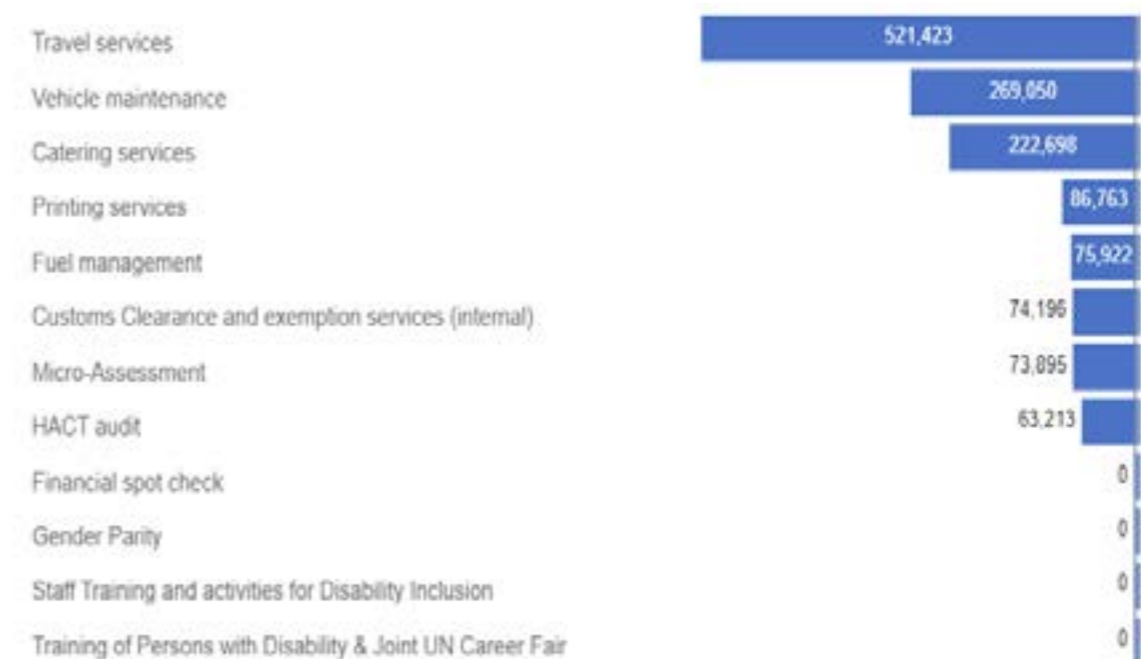 Travel services 521,423
Vehicle maintenance 269,050
Catering services 222,698
Printing services 86,763
Fuel management 75,922
Customs Clearance and exemption services (internal) 74,196
Micro-Assessment 73,895
HACT audit 63,213
Financial spot check 0
Gender Parity 0
Staff Training and activities for Disability Inclusion 0
Training of Persons with Disability & Joint UN Career Fair 0